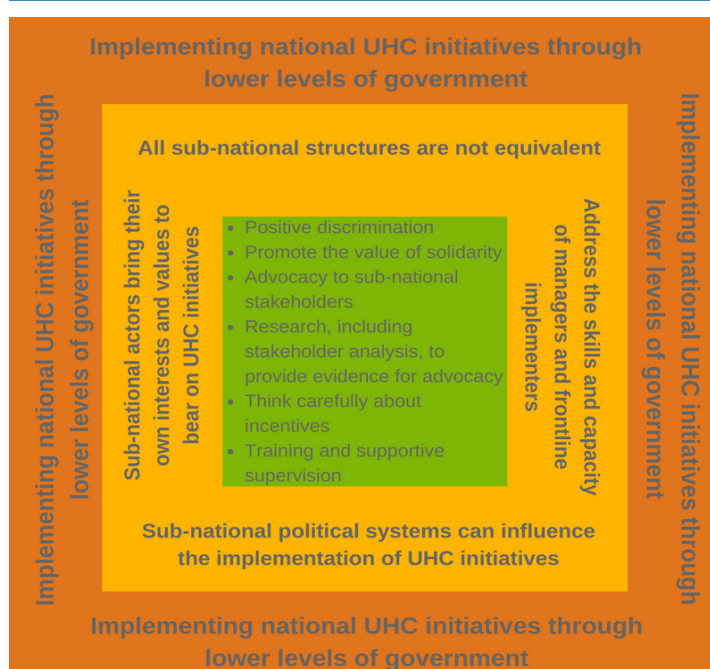 Implementing national UHC initiatives through
lower levels of government
Implementing national UHC initiatives through
lower levels of government
All sub-national structures are not equivalent
Sub-national actors bring their
own interests and values to
bear on UHC initiatives
• Positive discrimination
• Promote the value of solidarity
• Advocacy to sub-national
stakeholders
• Research, including
stakeholder analysis, to
provide evidence for advocacy
• Think carefully about
incentives
• Training and supportive
supervision
Address the skills and capacity
of managers and frontline
implementers
Implementing national UHC initiatives through
lower levels of government
Sub-national political systems can influence
the implementation of UHC initiatives
Implementing national UHC initiatives through
lower levels of government